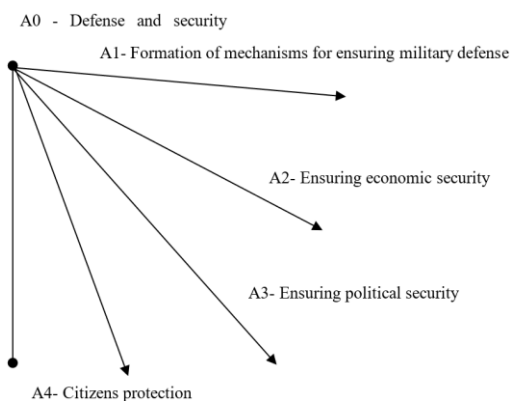 A0 - Defense and security
A1- Formation of mechanisms for ensuring military defense
A2- Ensuring economic security
A3- Ensuring political security
A4- Citizens protection